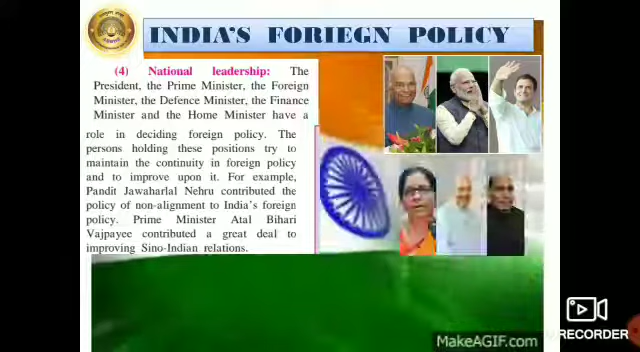 INDIA'S FORIEGN POLICY
(4) National leadership: The
President, the Prime Minister, the Foreign
Minister, the Defence Minister, the Finance
Minister and the Home Minister have a
role in deciding foreign policy. The
persons holding these positions try to
maintain the continuity in foreign policy
and to improve upon it. For example,
Pandit Jawaharlal Nehru contributed the
policy of non-alignment to India's foreign
policy. Prime Minister Atal Bihari
Vajpayee contributed a great deal to
improving Sino-Indian relations.
MakeAGIF.com
RECORDER